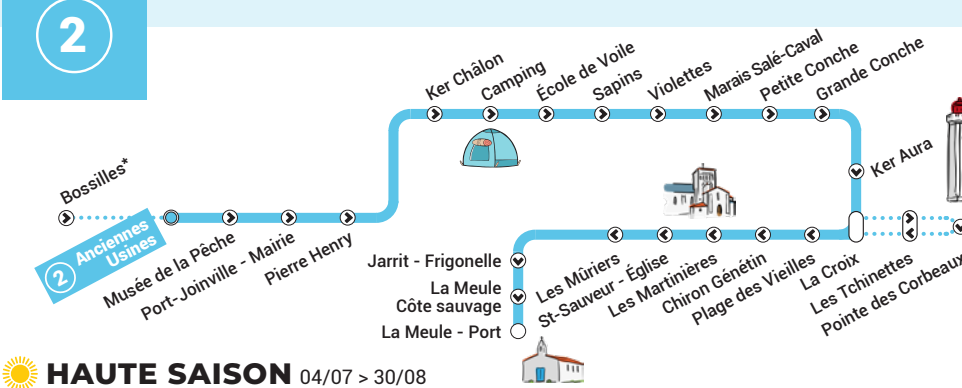 2
Ker Châlon
Camping
École de Voile
Sapins
Violettes
Marais Salé-Caval
Petite Conche
Grande Conche
Ker Aura
Bossilles*
2 Anciennes
Usines
Musée de la Pêche
Port-Joinville - Mairie
Pierre Henry
Jarrit - Frigonelle
La Meule
Côte sauvage
La Meule - Port
Les Mûriers
St-Sauveur - Église
Les Martinières
Chiron Génétin
Plage des Vieilles
La Croix
Les Tchinettes
Pointe des Corbeaux
HAUTE SAISON 04/07 > 30/08